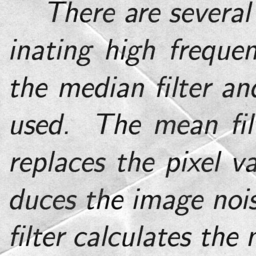 There are several
inating high frequen
the median filter and
used. The mean fil
replaces the pixel va
duces the image nois
filter calculates the